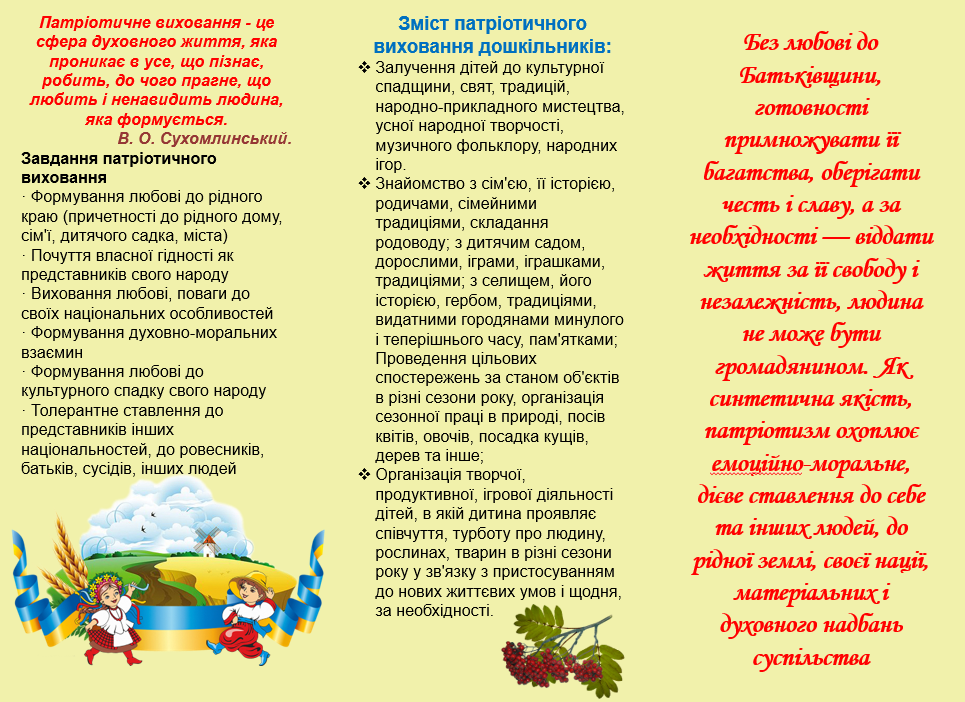 Патріотичне виховання - це
сфера духовного життя, яка
проникає в усе, що пізнає,
робить, до чого прагне, що
любить і ненавидить людина,
яка формується.
В. О. Сухомлинський.
Завдання патріотичного
виховання
· Формування любові до рідного
краю (причетності до рідного дому,
сім'ї, дитячого садка, міста)
· Почуття власної гідності як
представників свого народу
· Виховання любові, поваги до
своїх національних особливостей
· Формування духовно-моральних
взаємин
· Формування любові до
культурного спадку свого народу
· Толерантне ставлення до
представників інших
національностей, до ровесників,
батьків, сусідів, інших людей
Зміст патріотичного
виховання дошкільників:
❖ Залучення дітей до культурної
спадщини, свят, традицій,
народно-прикладного мистецтва,
усної народної творчості,
музичного фольклору, народних
ігор.
❖ Знайомство з сім'єю, її історією,
родичами, сімейними
традиціями, складання
родоводу; з дитячим садом,
дорослими, іграми, іграшками,
традиціями; з селищем, його
історією, гербом, традиціями,
видатними городянами минулого
і теперішнього часу, пам'ятками;
Проведення цільових
спостережень за станом об'єктів
в різні сезони року, організація
сезонної праці в природі, посів
квітів, овочів, посадка кущів,
дерев та інше;
❖ Організація творчої,
продуктивної, ігрової діяльності
дітей, в якій дитина проявляє
співчуття, турботу про людину,
рослинах, тварин в різні сезони
року у зв'язку з пристосуванням
до нових життєвих умов і щодня,
за необхідності.
Без любові до
Батьківщини,
готовності
примножувати її
багатства, оберігати
честь і славу, а за
необхідності — віддати
життя за її свободу і
незалежність, людина
не може бути
громадянином. Як
синтетична якість,
патріотизм охоплює
емоційно-моральне,
дієве ставлення до себе
та інших людей, до
рідної землі, своєї нації,
матеріальних і
духовного надбань
суспільства